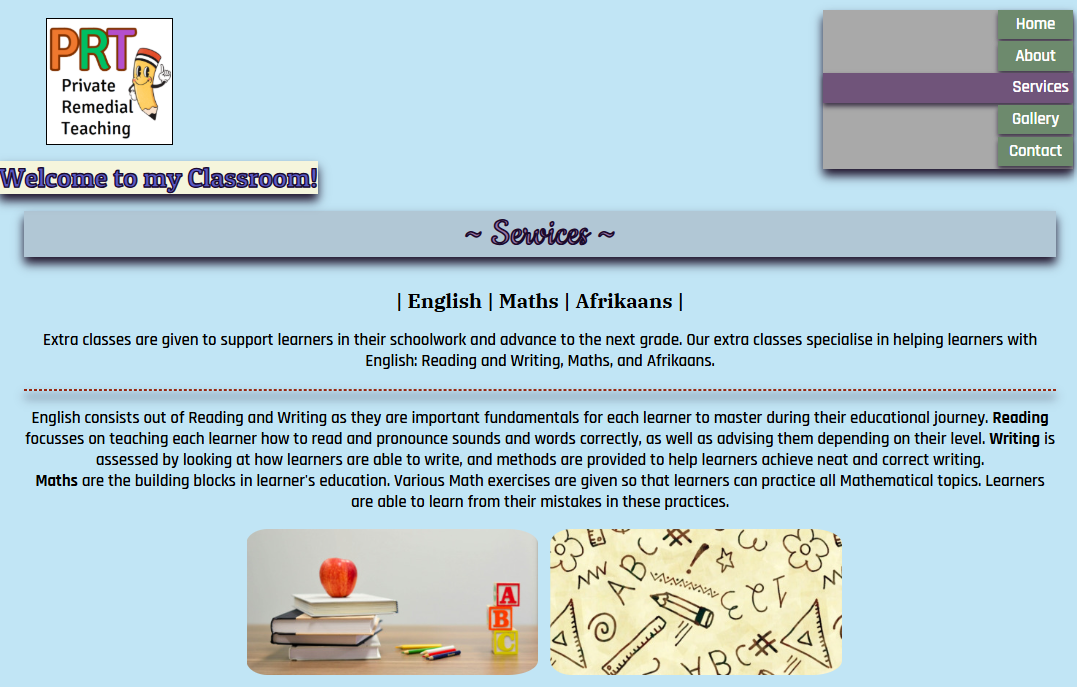 PRT
Private
Remedial
Teaching
Home
About
Services
Gallery
Contact
Welcome to my Classroom!
~ Services ~
| English | Maths | Afrikaans |
Extra classes are given to support learners in their schoolwork and advance to the next grade. Our extra classes specialise in helping learners with
English: Reading and Writing, Maths, and Afrikaans.
English consists out of Reading and Writing as they are important fundamentals for each learner to master during their educational journey. Reading
focusses on teaching each learner how to read and pronounce sounds and words correctly, as well as advising them depending on their level. Writing is
assessed by looking at how learners are able to write, and methods are provided to help learners achieve neat and correct writing.
Maths are the building blocks in learner's education. Various Math exercises are given so that learners can practice all Mathematical topics. Learners
are able to learn from their mistakes in these practices.
A
B
C
ABC
123
ABC